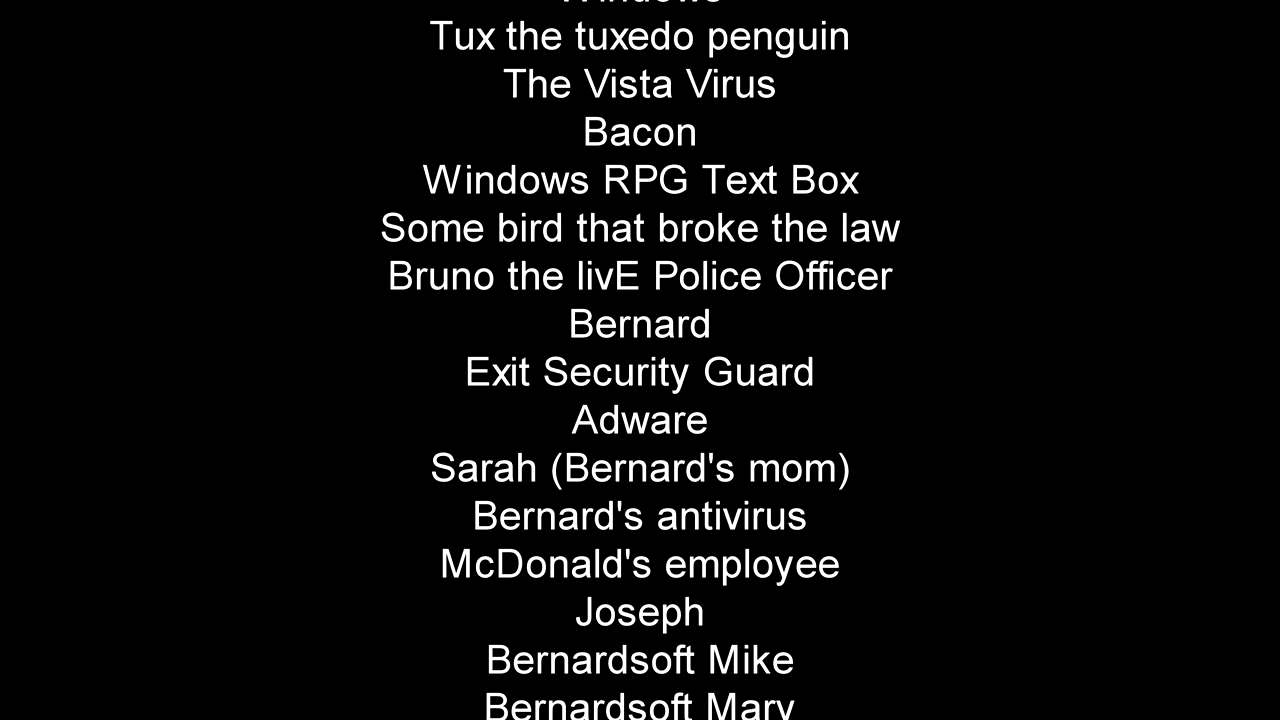 Windows
Tux the tuxedo penguin
The Vista Virus
Bacon
Windows RPG Text Box
Some bird that broke the law
Bruno the livE Police Officer
Bernard
Exit Security Guard
Adware
Sarah (Bernard's mom)
Bernard's antivirus
McDonald's employee
Joseph
Bernardsoft Mike
Bernardsoft Mary